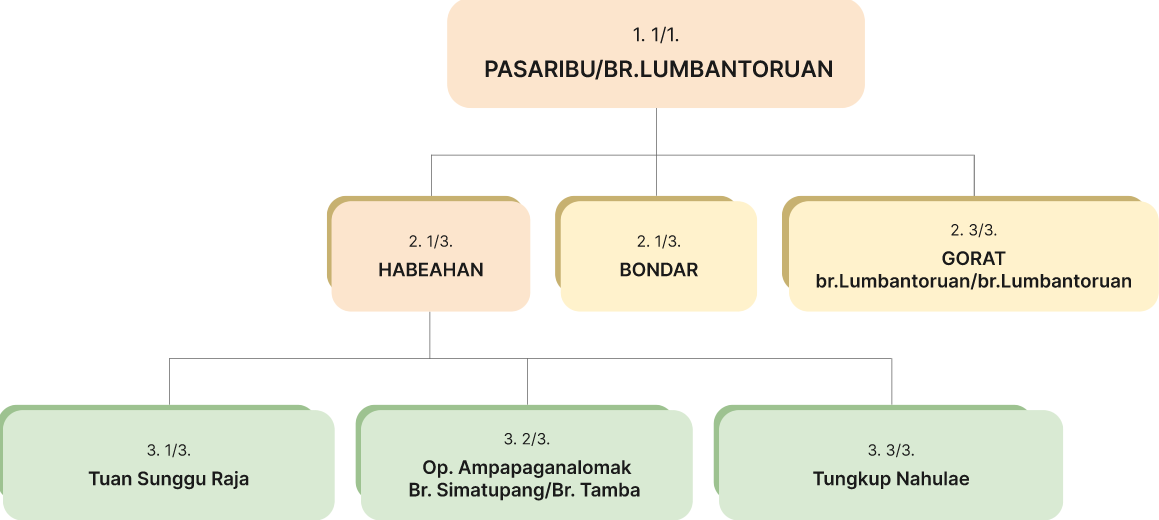 1. 1/1.
PASARIBU/BR.LUMBANTORUAN
2. 1/3.
HABEAHAN
2. 1/3.
BONDAR
2. 3/3.
GORAT
br.Lumbantoruan/br.Lumbantoruan
3. 1/3.
Tuan Sunggu Raja
3. 2/3.
Op. Ampapaganalomak
Br. Simatupang/Br. Tamba
3. 3/3.
Tungkup Nahulae